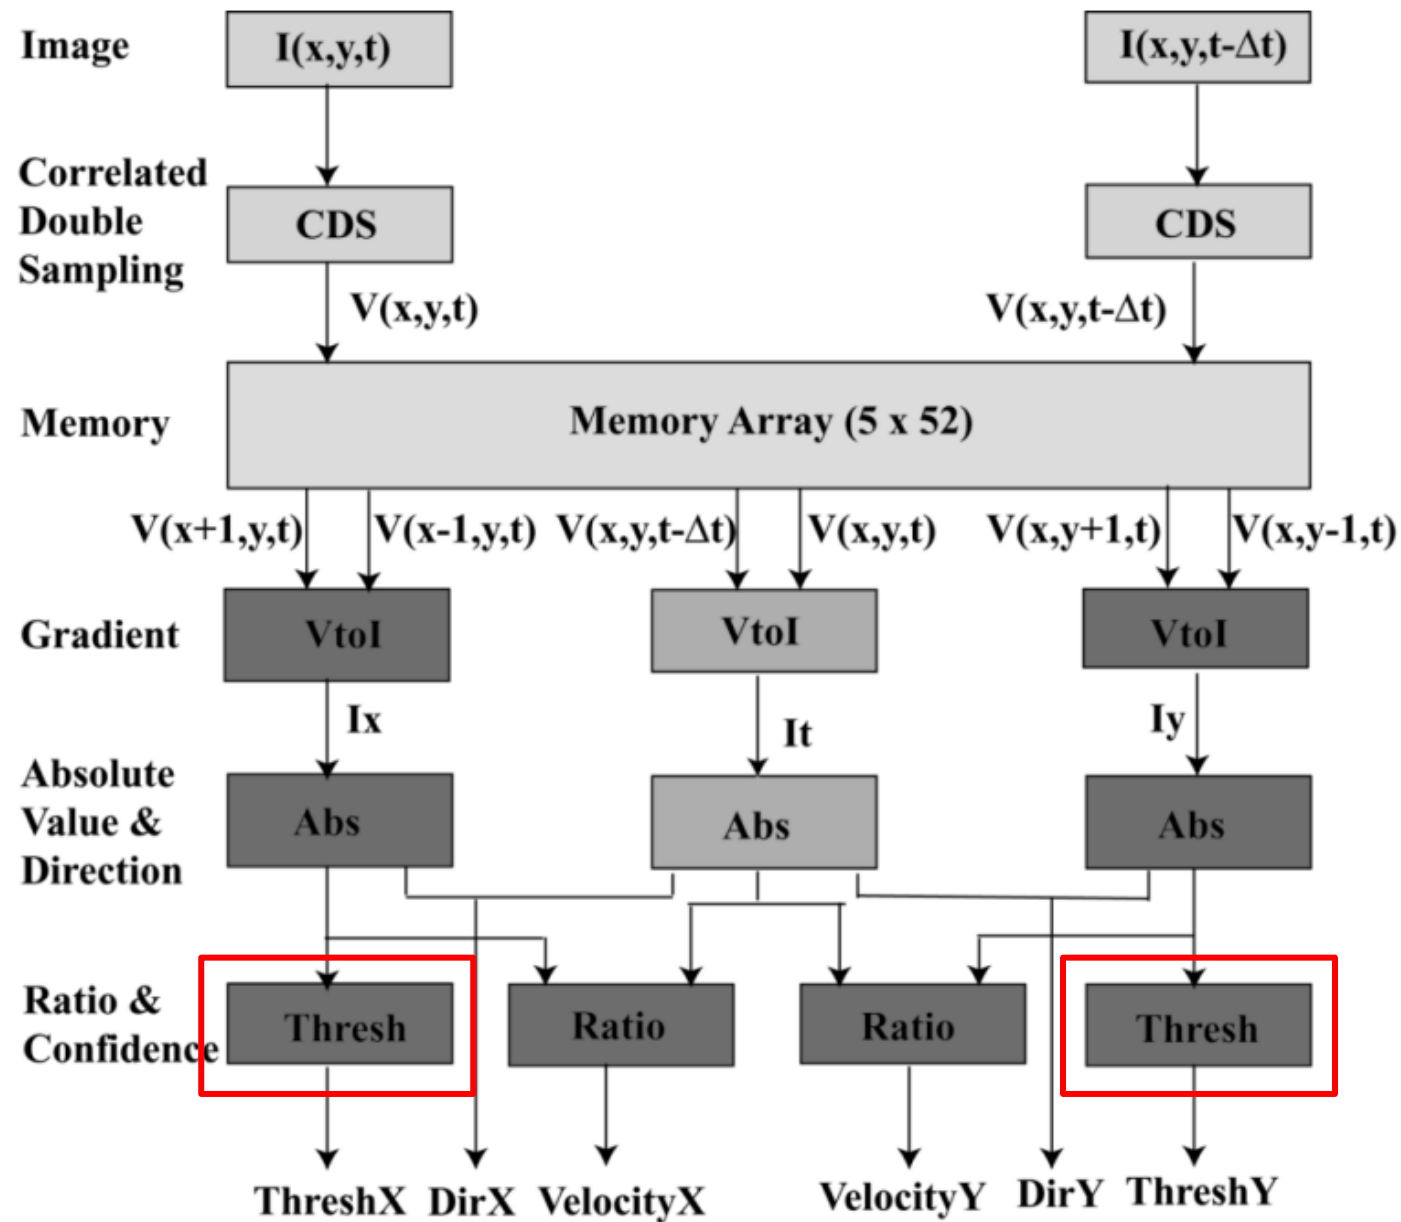 Image
I(x,y,t)
I(x,y,t-Δt)
Correlated
Double
Sampling
CDS
CDS
V(x,y,t)
V(x,y,t-Δt)
Memory
Memory Array (5 x 52)
V(x+1,y,t)
V(x-1,y,t)
V(x,y,t-Δt)
V(x,y,t)
V(x,y+1,t)
V(x,y-1,t)
Gradient
VtoI
VtoI
VtoI
Ix
It
Iy
Absolute
Value &
Direction
Abs
Abs
Abs
Ratio &
Confidence
Thresh
Ratio
Ratio
Thresh
ThreshX
DirX
VelocityX
VelocityY
DirY
ThreshY